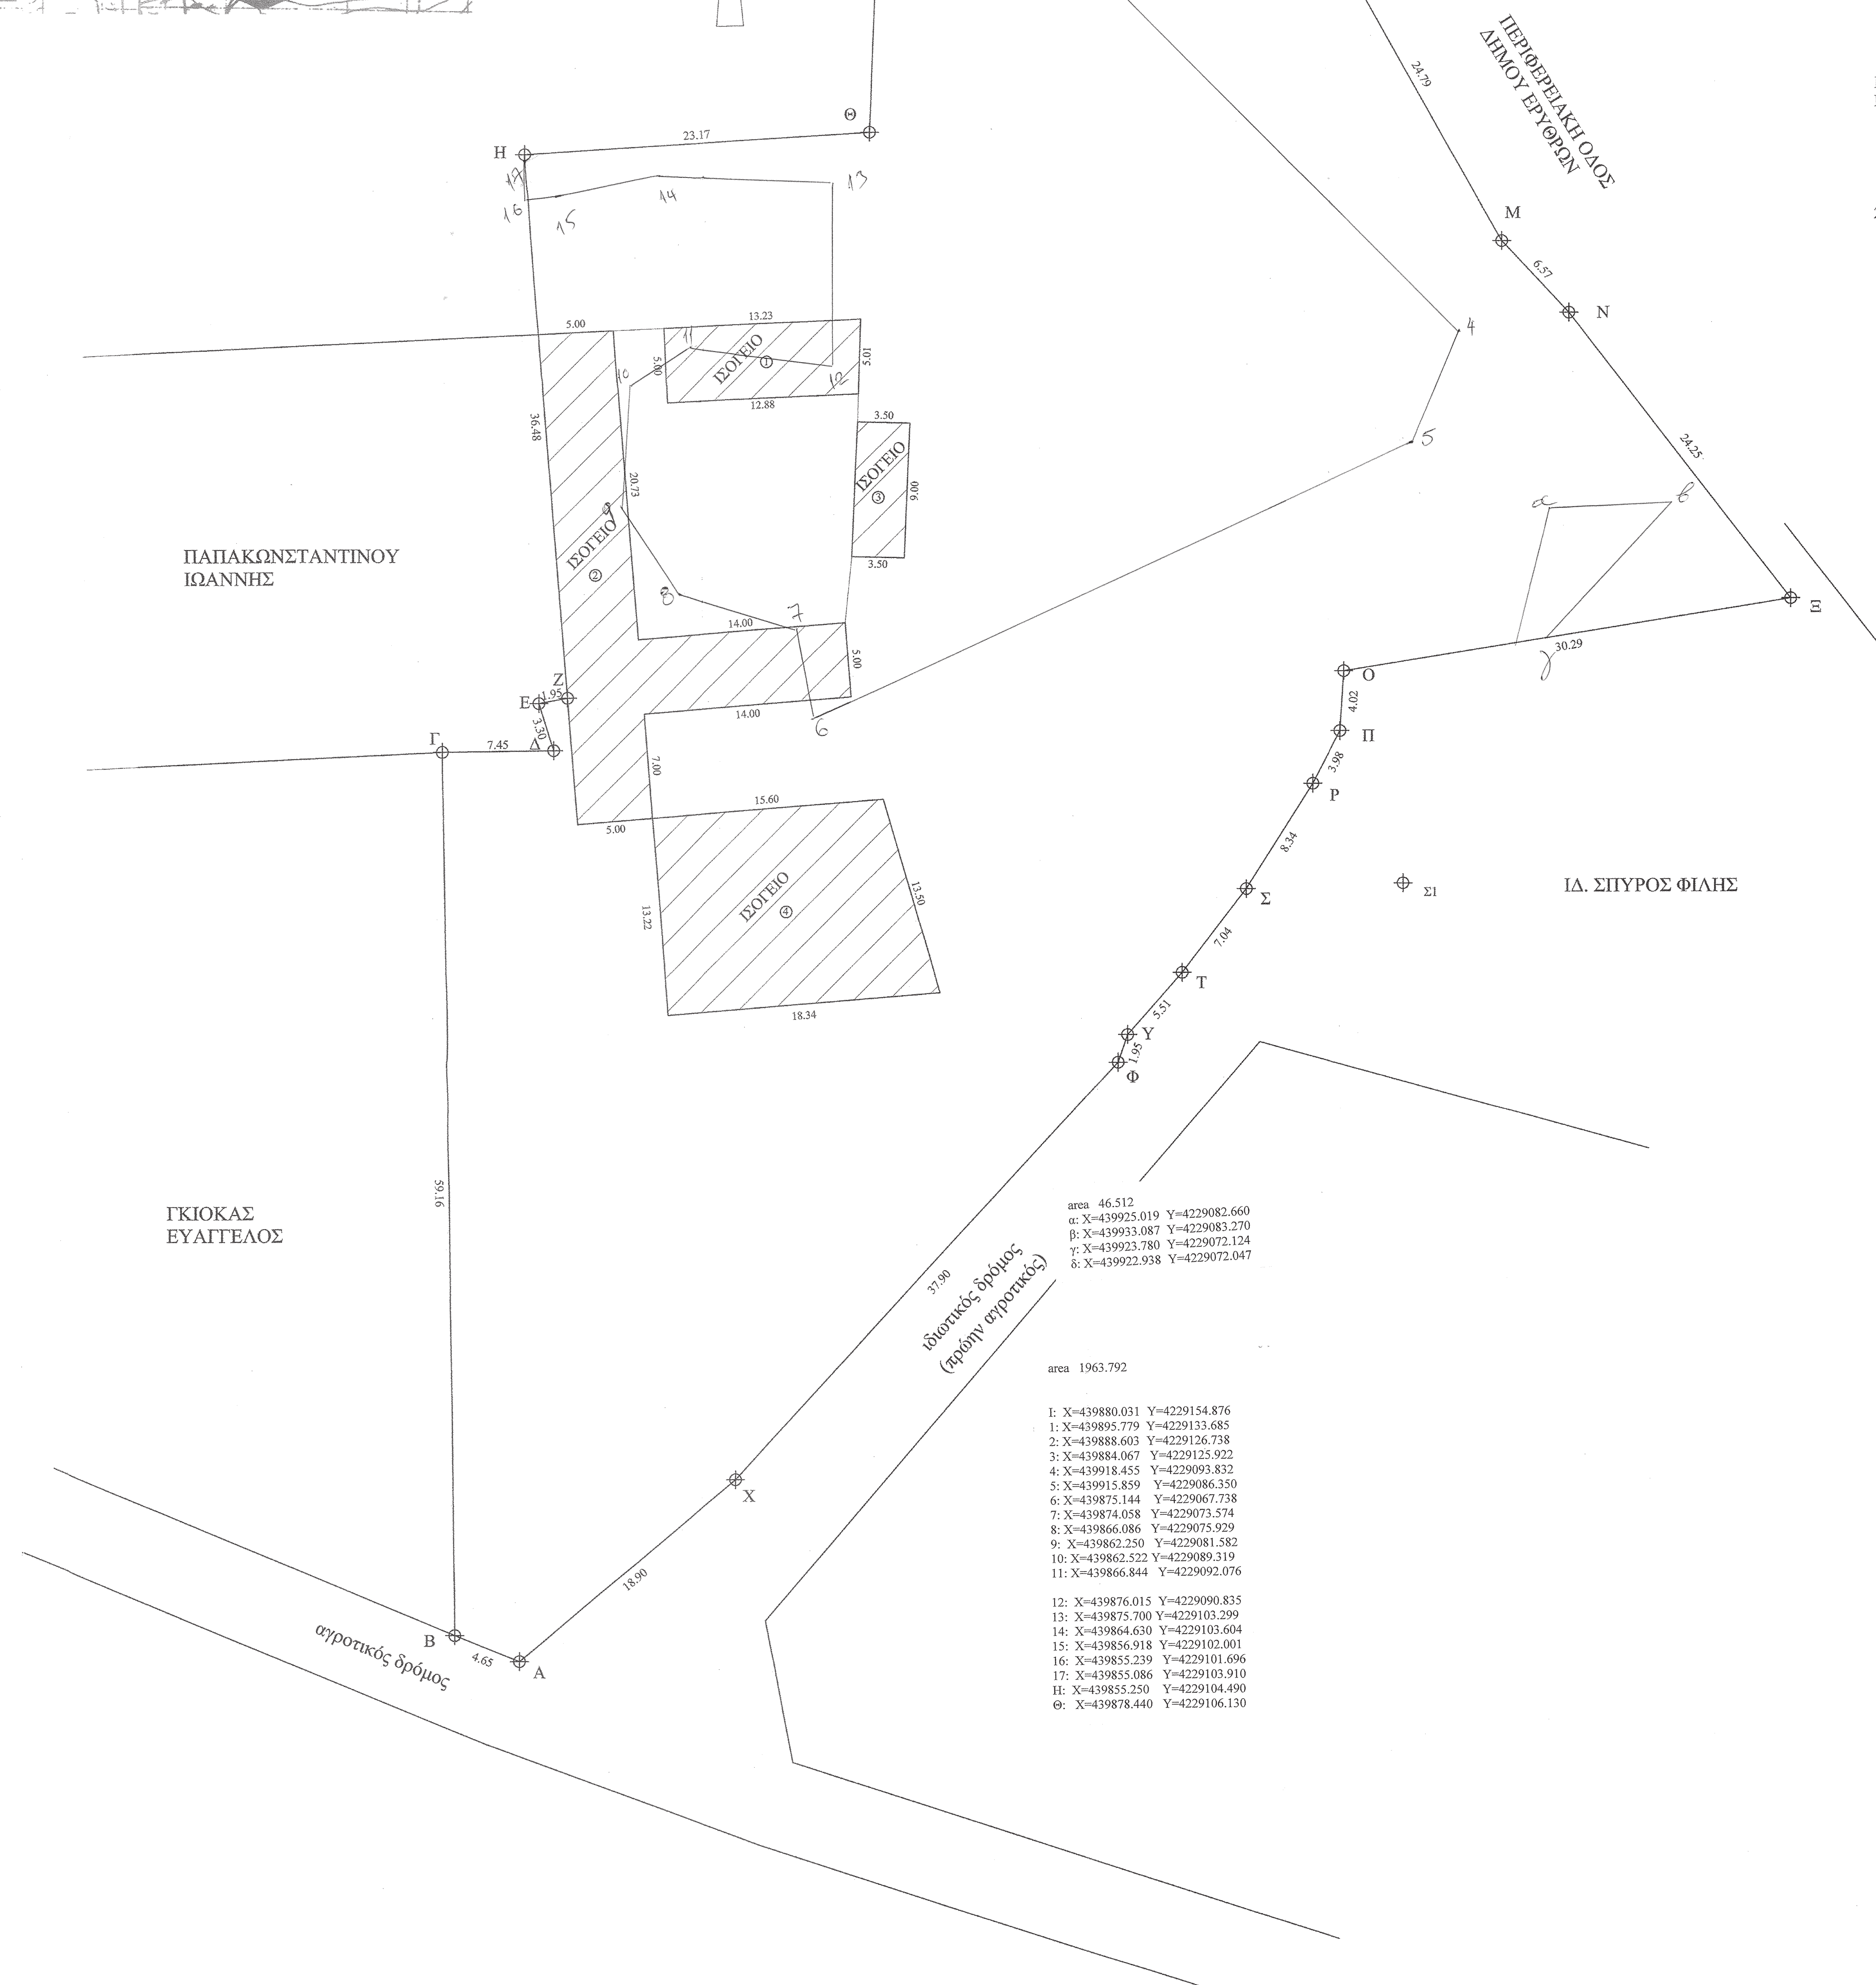 ΠΕΡΙΦΕΡΕΙΑΚΗ ΟΔΟΣ
ΔΗΜΟΥ ΕΡΥΘΡΩΝ
24.79
Θ
23.17
Η
17
16
15
14
13
Μ
6.57
Ν
4
5
24.25
α
β
Ξ
γ
30.29
Ο
4.02
Π
3.98
Ρ
8.34
Σ
Σ1
ΙΔ. ΣΠΥΡΟΣ ΦΙΛΗΣ
7.04
Τ
5.51
Υ
1.95
Φ
5.00
13.23
11
ΙΣΟΓΕΙΟ
1
5.00
5.01
10
12
12.88
36.48
3.50
ΙΣΟΓΕΙΟ
3
9.00
3.50
20.73
9
ΙΣΟΓΕΙΟ
2
8
7
14.00
5.00
14.00
6
ΠΑΠΑΚΩΝΣΤΑΝΤΙΝΟΥ
ΙΩΑΝΝΗΣ
Ζ
1.95
Ε
3.30
Δ
Γ
7.45
7.00
5.00
15.60
ΙΣΟΓΕΙΟ
4
13.50
13.22
18.34
59.16
ΓΚΙΟΚΑΣ
ΕΥΑΓΓΕΛΟΣ
37.90
ιδιωτικός δρόμος
(πρώην αγροτικός)
Χ
18.90
Β
4.65
Α
αγροτικός δρόμος
area 46.512
α: X=439925.019 Y=4229082.660
β: X=439933.087 Y=4229083.270
γ: X=439923.780 Y=4229072.124
δ: X=439922.938 Y=4229072.047
area 1963.792
Ι: X=439880.031 Y=4229154.876
1: X=439895.779 Y=4229133.685
2: X=439888.603 Y=4229126.738
3: X=439884.067 Y=4229125.922
4: X=439918.455 Y=4229093.832
5: X=439915.859 Y=4229086.350
6: X=439875.144 Y=4229067.738
7: X=439874.058 Y=4229073.574
8: X=439866.086 Y=4229075.929
9: X=439862.250 Y=4229081.582
10: X=439862.522 Y=4229089.319
11: X=439866.844 Y=4229092.076
12: X=439876.015 Y=4229090.835
13: X=439875.700 Y=4229103.299
14: X=439864.630 Y=4229103.604
15: X=439856.918 Y=4229102.001
16: X=439855.239 Y=4229101.696
17: X=439855.086 Y=4229103.910
Η: X=439855.250 Y=4229104.490
Θ: X=439878.440 Y=4229106.130